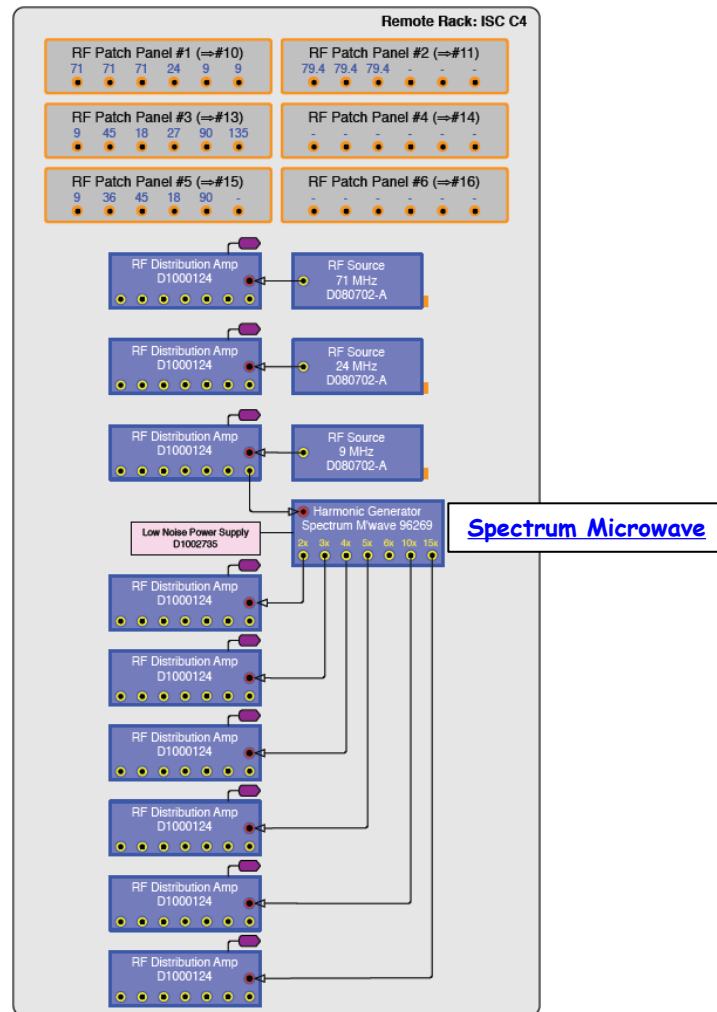 Remote Rack: ISC C4
RF Patch Panel #1 (⇒#10)
71 71 71 24 9 9
RF Patch Panel #2 (⇒#11)
79.4 79.4 79.4 - - -
RF Patch Panel #3 (⇒#13)
9 45 18 27 90 135
RF Patch Panel #4 (⇒#14)
- - - - - -
RF Patch Panel #5 (⇒#15)
9 36 45 18 90 -
RF Patch Panel #6 (⇒#16)
- - - - - -
RF Distribution Amp
D1000124
RF Source
71 MHz
D080702-A
RF Distribution Amp
D1000124
RF Source
24 MHz
D080702-A
RF Distribution Amp
D1000124
RF Source
9 MHz
D080702-A
Harmonic Generator
Spectrum M'wave 96269
2x 3x 4x 5x 6x 10x 15x
Spectrum Microwave
Low Noise Power Supply
D1002735
RF Distribution Amp
D1000124
RF Distribution Amp
D1000124
RF Distribution Amp
D1000124
RF Distribution Amp
D1000124
RF Distribution Amp
D1000124
RF Distribution Amp
D1000124